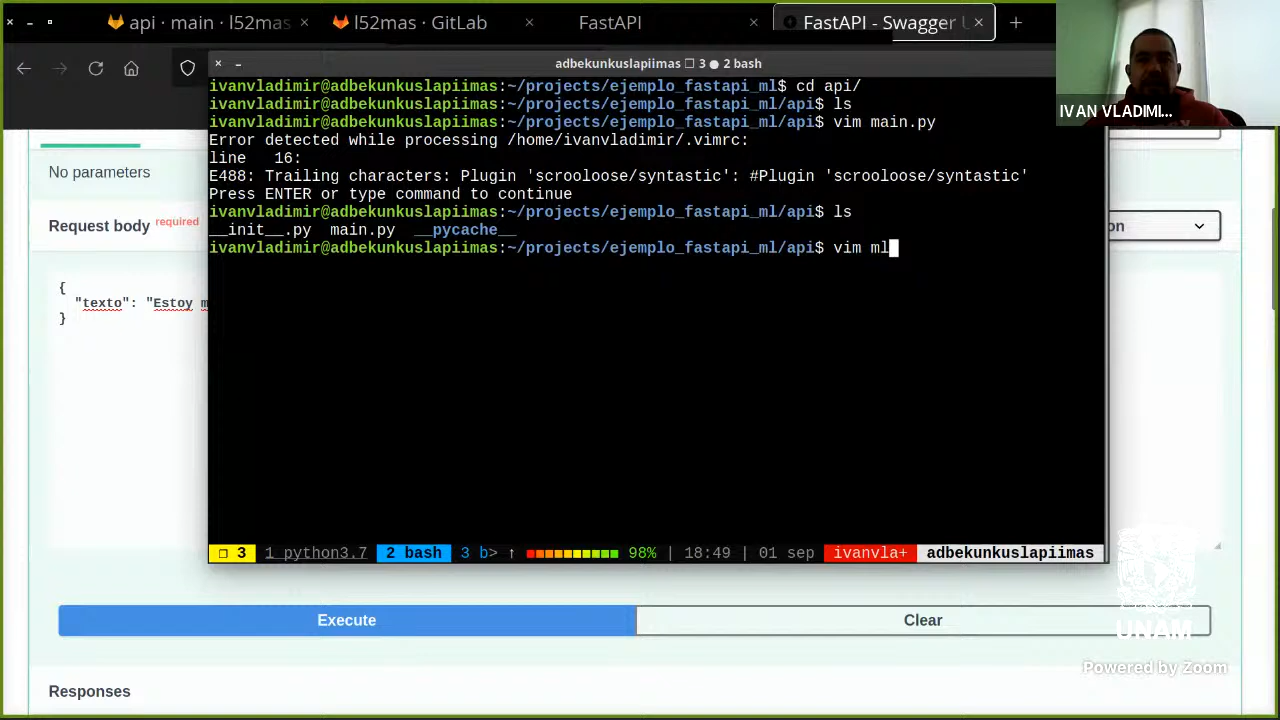 api · main · l52mas
l52mas · GitLab
FastAPI
FastAPI - Swagger U
adbekunkuslapiimas ❐ 3 ● 2 bash
IVAN VLADIMI...
ivanvladimir@adbekunkuslapiimas:~/projects/ejemplo_fastapi_ml$ cd api/
ivanvladimir@adbekunkuslapiimas:~/projects/ejemplo_fastapi_ml/api$ ls
ivanvladimir@adbekunkuslapiimas:~/projects/ejemplo_fastapi_ml/api$ vim main.py
Error detected while processing /home/ivanvladimir/.vimrc:
line   16:
E488: Trailing characters: Plugin 'scrooloose/syntastic': #Plugin 'scrooloose/syntastic'
Press ENTER or type command to continue
ivanvladimir@adbekunkuslapiimas:~/projects/ejemplo_fastapi_ml/api$ ls
__init__.py  main.py  __pycache__
ivanvladimir@adbekunkuslapiimas:~/projects/ejemplo_fastapi_ml/api$ vim ml
No parameters
Request body required
on
{
"texto": "Estoy m
}
❐ 3  1 python3.7  2 bash  3 b> ↑ 98% | 18:49 | 01 sep  ivanvla+  adbekunkuslapiimas
Execute
Clear
UNAM
Powered by Zoom
Responses